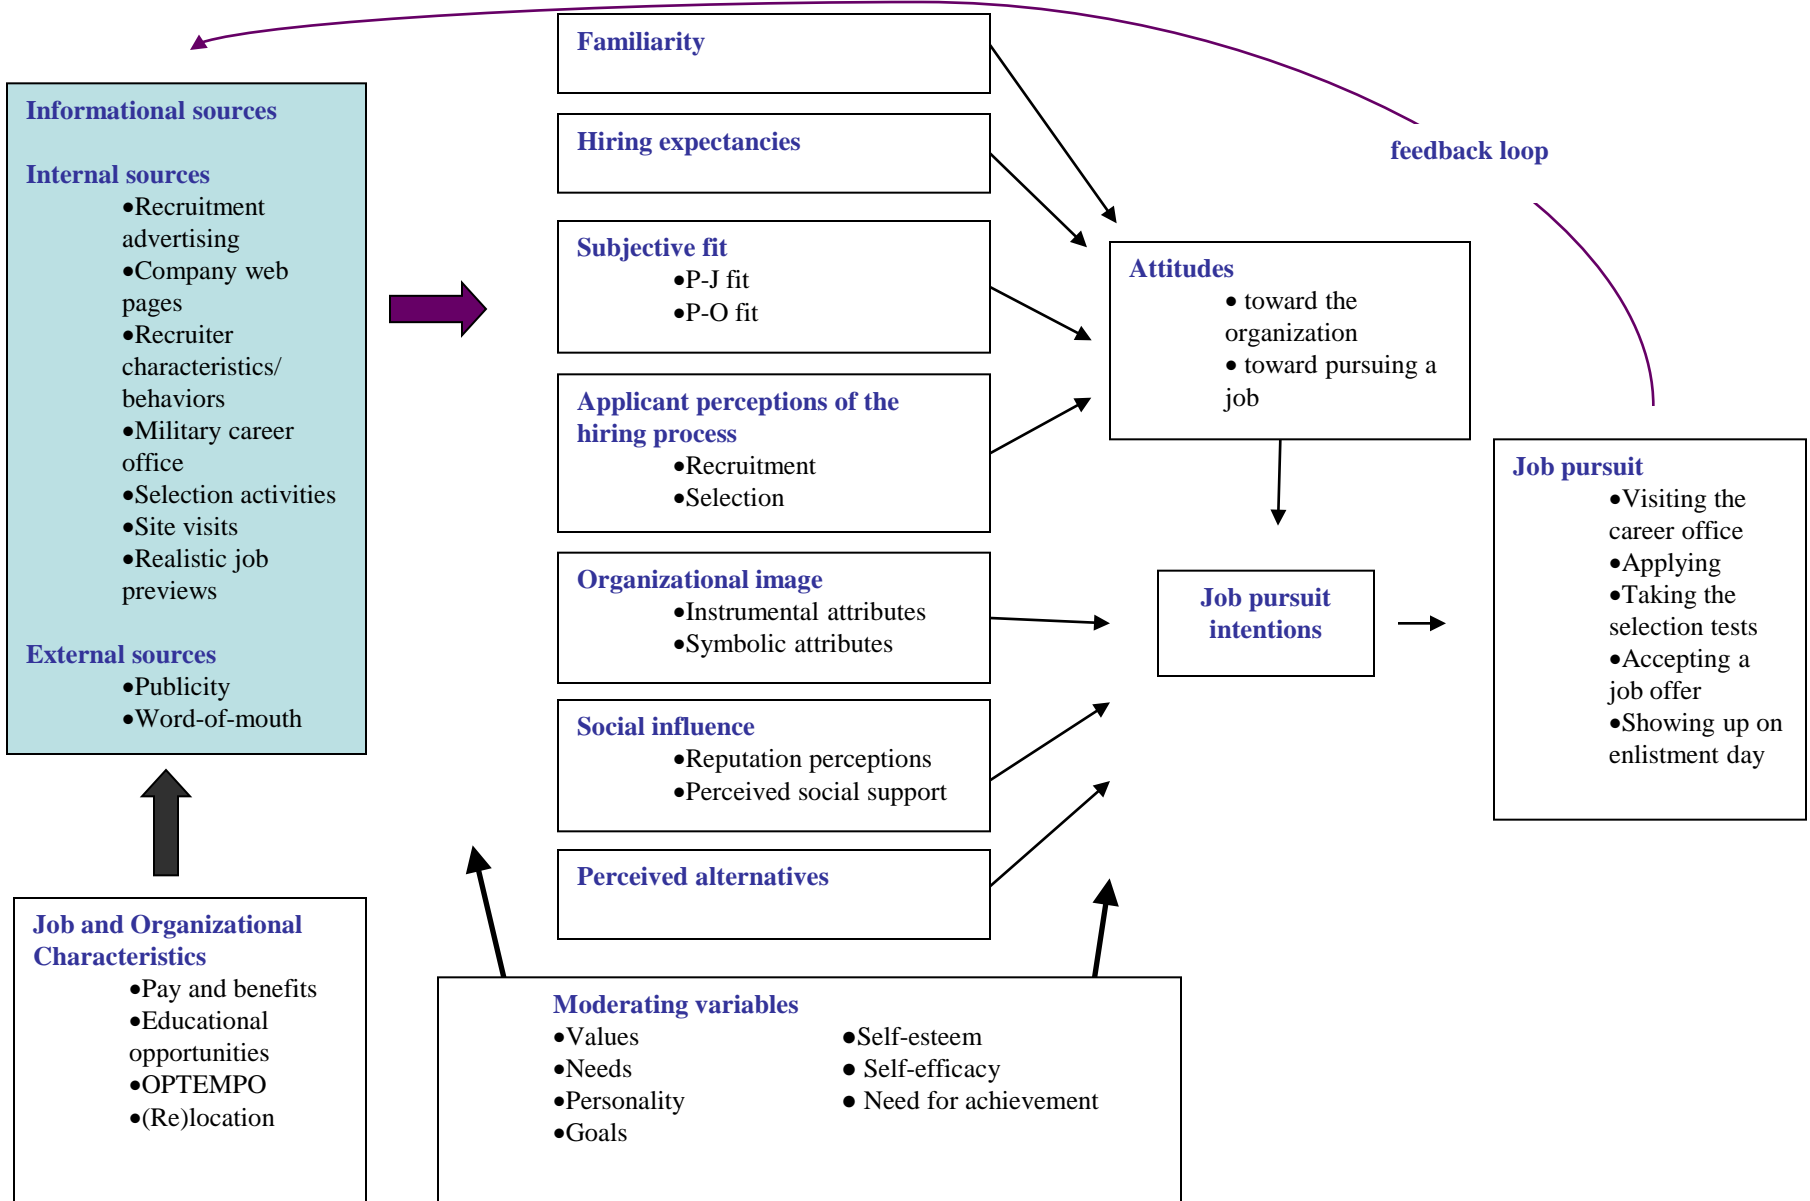 Informational sources
Internal sources
•Recruitment
advertising
•Company web
pages
•Recruiter
characteristics/
behaviors
•Military career
office
•Selection activities
•Site visits
•Realistic job
previews
External sources
•Publicity
•Word-of-mouth
Job and Organizational
Characteristics
•Pay and benefits
•Educational
opportunities
•OPTEMPO
•(Re)location
Familiarity
Hiring expectancies
Subjective fit
•P-J fit
•P-O fit
Applicant perceptions of the
hiring process
•Recruitment
•Selection
Organizational image
•Instrumental attributes
•Symbolic attributes
Social influence
•Reputation perceptions
•Perceived social support
Perceived alternatives
Moderating variables
•Values
•Needs
•Personality
•Goals
●Self-esteem
● Self-efficacy
● Need for achievement
Attitudes
• toward the
organization
• toward pursuing a
job
Job pursuit
intentions
feedback loop
Job pursuit
•Visiting the
career office
•Applying
•Taking the
selection tests
•Accepting a
job offer
•Showing up on
enlistment day